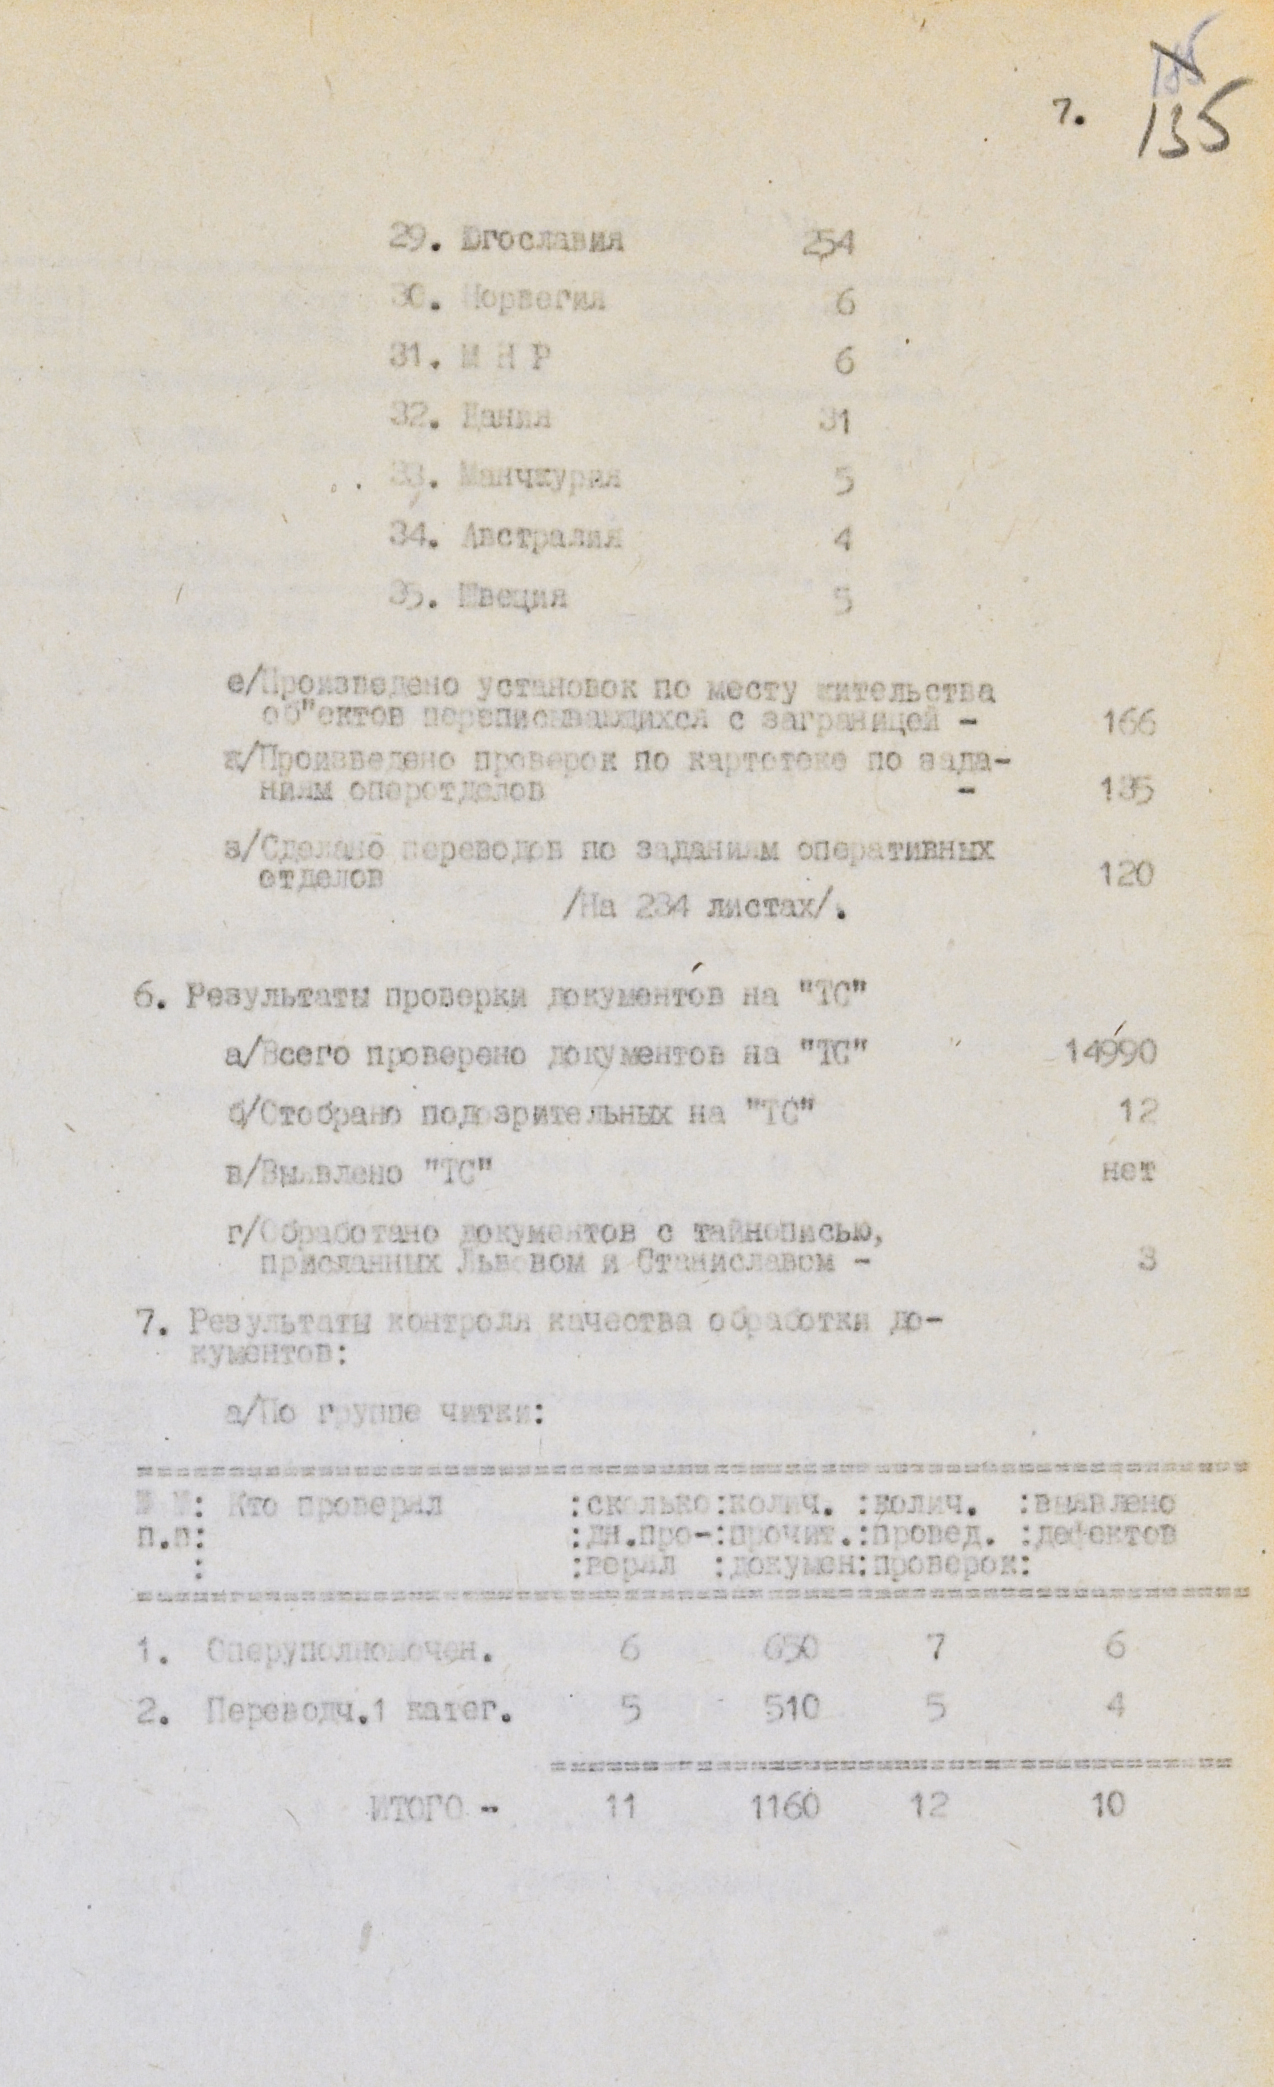 7.
135
29. Югославия 254
30. Норвегия 6
31. М Н Р 6
32. Дания 31
33. Манчжурия 5
34. Австралия 4
35. Швеция 5
е/Произведено установок по месту жительства
об"ектов переписывающихся с заграницей - 166
ж/Произведено проверок по картотеке по зада-
ниям оперотделов - 135
з/Сделано переводов по заданиям оперативных
отделов 120
/На 234 листах/.
6. Результаты проверки документов на "ТС"
а/Всего проверено документов на "ТС" 14990
б/Отобрано подозрительных на "ТС" 12
в/Выявлено "ТС" нет
г/Обработано документов с тайнописью,
присланных Львовом и Станиславом - 3
7. Результаты контроля качества обработки до-
кументов:
а/По группе читки:
№ №: Кто проверял :сколько:колич. :колич. :выявлено
п.п: :дн.про-:прочит.:провед. :дефектов
: :верял :докумен:проверок:
1. Оперуполномочен. 6 650 7 6
2. Переводч.1 катег. 5 510 5 4
ИТОГО - 11 1160 12 10